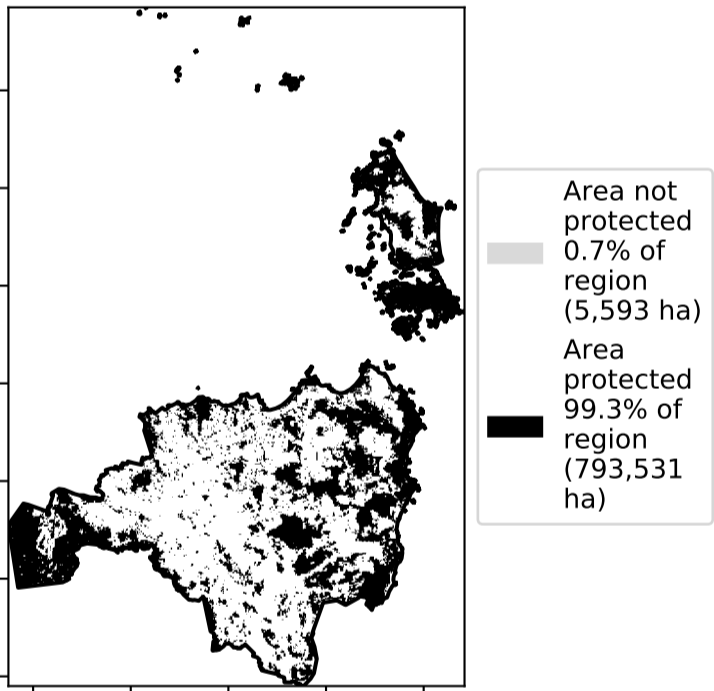 Area not
protected
0.7% of
region
(5,593 ha)
Area
protected
99.3% of
region
(793,531
ha)